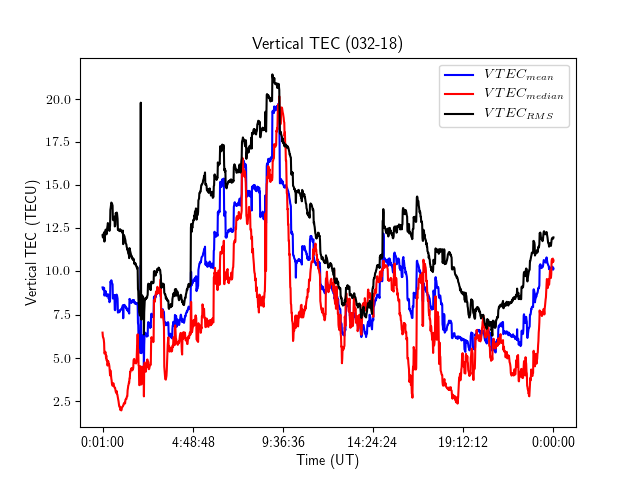 Vertical TEC (032-18)
VTEC_mean
VTEC_median
VTEC_RMS
Vertical TEC (TECU)
20.0
17.5
15.0
12.5
10.0
7.5
5.0
2.5
0:01:00 4:48:48 9:36:36 14:24:24 19:12:12 0:00:00
Time (UT)